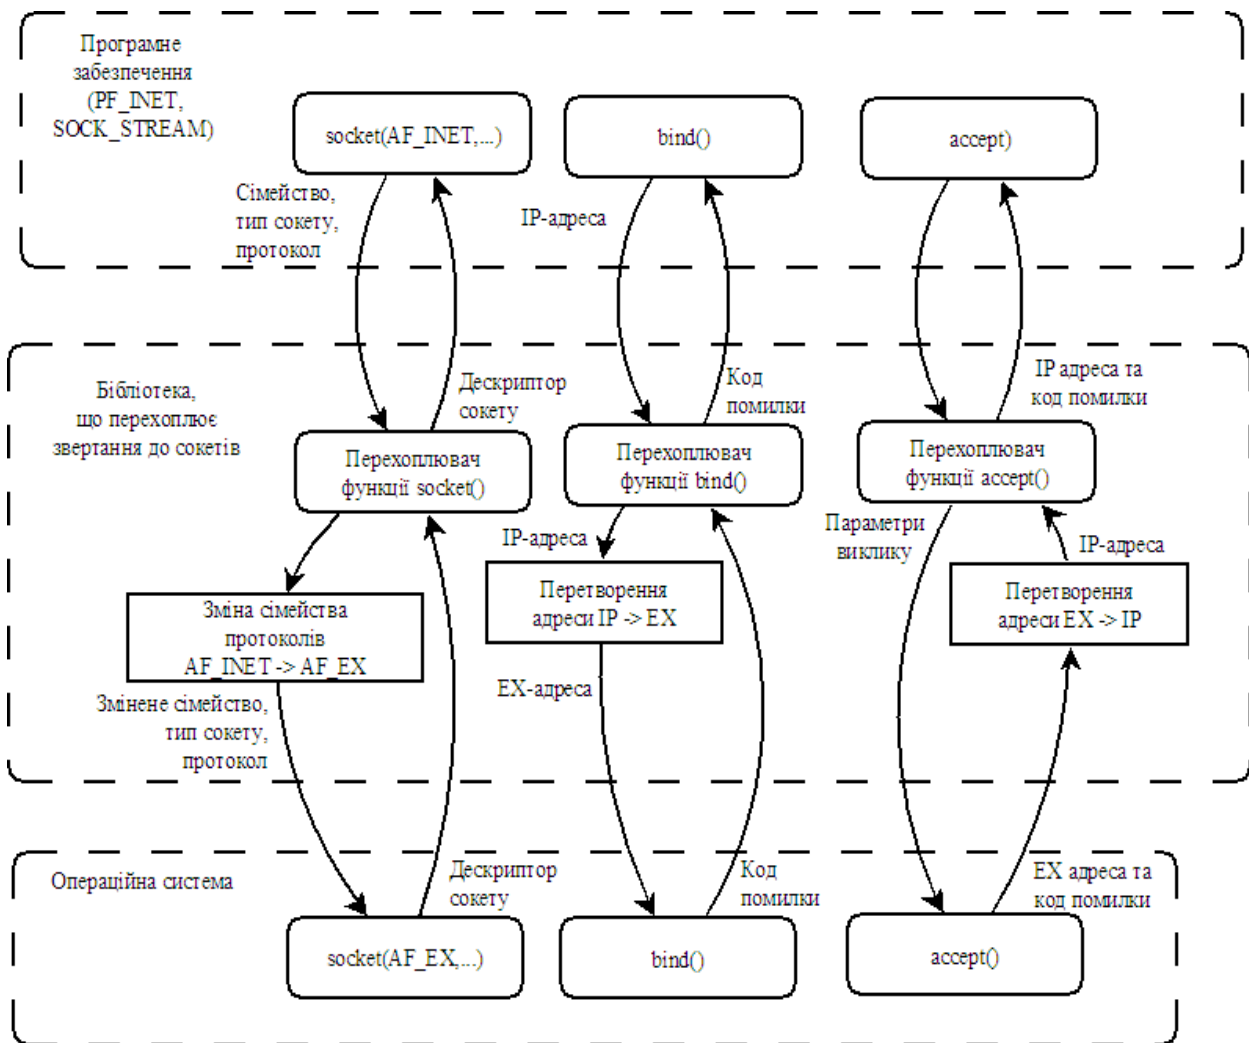 Програмне
забезпечення
(PF_INET,
SOCK_STREAM)
socket(AF_INET,...)
bind()
accept)
Сімейство,
тип сокету,
протокол
IP-адреса
Бібліотека,
що перехоплює
звертання до сокетів
Дескриптор
сокету
Код
помилки
IP адреса та
код помилки
Перехоплювач
функції socket()
Перехоплювач
функції bind()
Перехоплювач
функції accept()
IP-адреса
Параметри
виклику
IP-адреса
Зміна сімейства
протоколів
AF_INET -> AF_EX
Перетворення
адреси IP -> EX
Перетворення
адреси EX -> IP
Змінене сімейство,
тип сокету,
протокол
EX-адреса
Операційна система
Дескриптор
сокету
Код
помилки
EX адреса та
код помилки
socket(AF_EX,...)
bind()
accept()